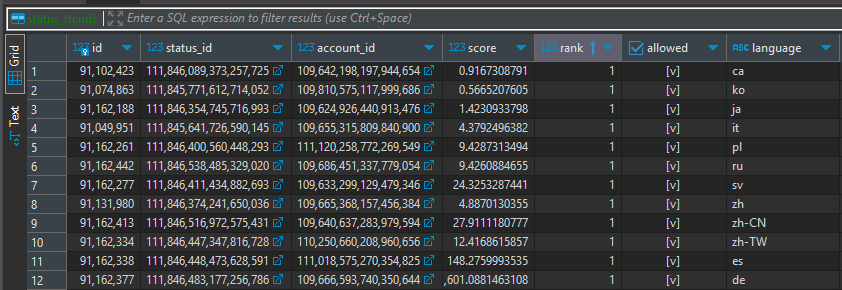 status_trends Enter a SQL expression to filter results (use Ctrl+Space)
Grid
Text
123 id 123 status_id 123 account_id 123 score 123 rank allowed ABC language
1 91,102,423 111,846,089,373,257,725 109,642,198,197,944,654 0.9167308791 1 [v] ca
2 91,074,863 111,845,771,612,714,052 109,810,575,117,999,686 0.5665207605 1 [v] ko
3 91,162,188 111,846,354,745,716,993 109,624,926,440,913,476 1.4230933798 1 [v] ja
4 91,049,951 111,845,641,726,590,145 109,655,315,809,840,900 4.3792496382 1 [v] it
5 91,162,261 111,846,400,560,448,293 111,120,258,772,269,549 9.4287313494 1 [v] pl
6 91,162,442 111,846,538,485,329,020 109,686,451,337,779,054 9.4260884655 1 [v] ru
7 91,162,277 111,846,411,434,882,693 109,633,299,129,479,346 24.3253287441 1 [v] sv
8 91,131,980 111,846,374,241,650,036 109,665,368,157,456,384 4.8870130355 1 [v] zh
9 91,162,413 111,846,516,972,575,431 109,640,637,283,979,594 27.9111180777 1 [v] zh-CN
10 91,162,334 111,846,447,347,816,728 110,250,660,208,960,656 12.4168615857 1 [v] zh-TW
11 91,162,338 111,846,448,473,628,591 111,018,575,270,354,825 148.2759993535 1 [v] es
12 91,162,377 111,846,483,177,256,786 109,666,593,740,350,644 ,601.0881463108 1 [v] de